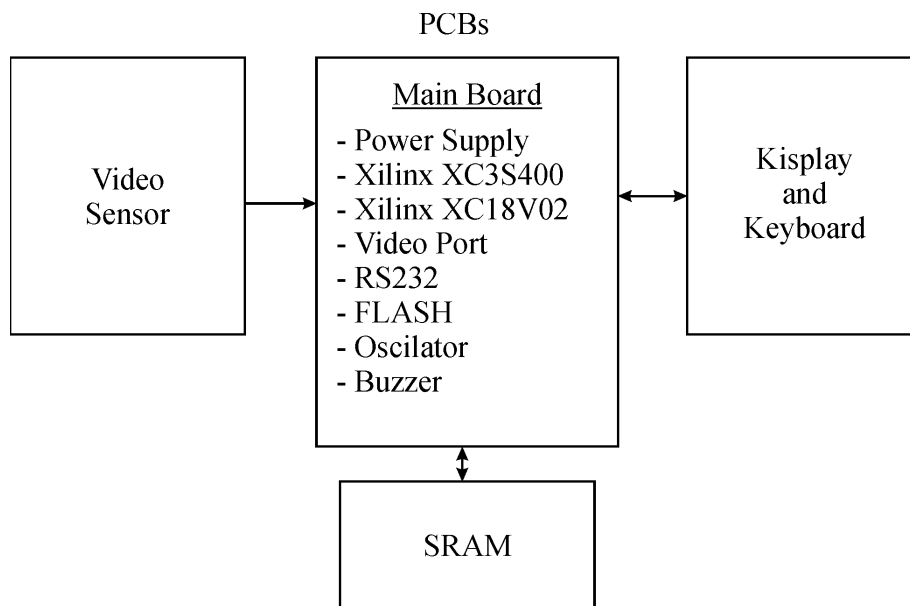 PCBs
Video
Sensor
Main Board
- Power Supply
- Xilinx XC3S400
- Xilinx XC18V02
- Video Port
- RS232
- FLASH
- Oscilator
- Buzzer
Kisplay
and
Keyboard
SRAM